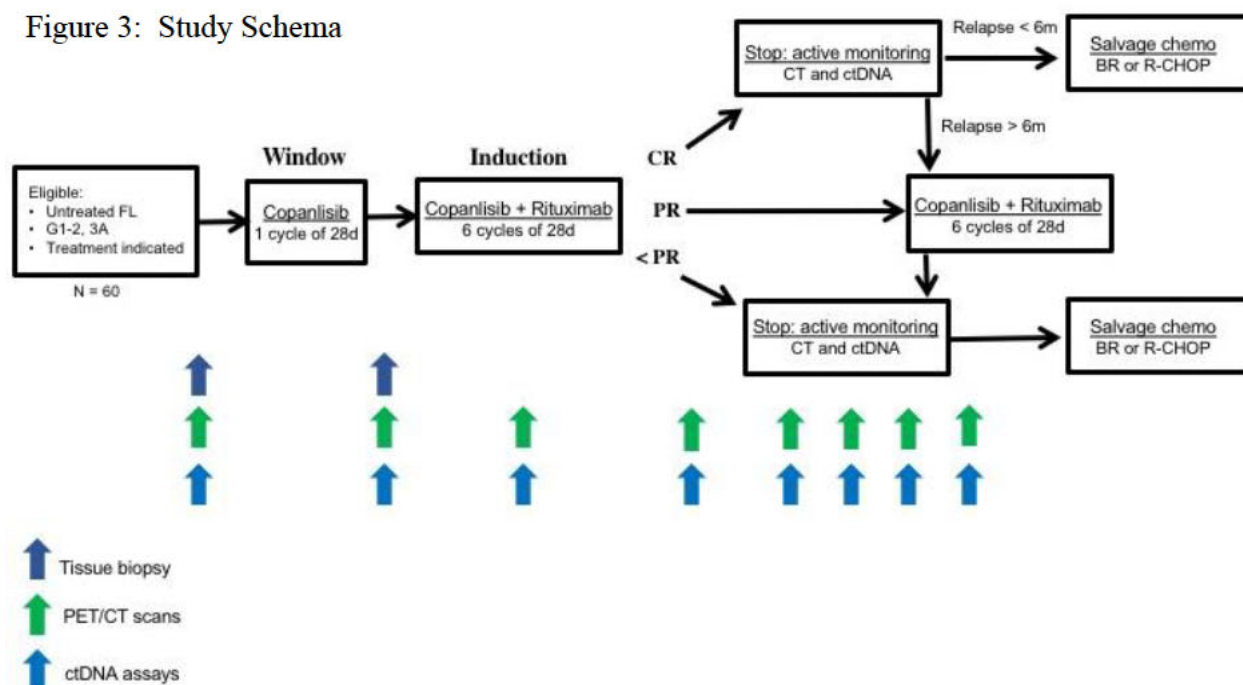 Figure 3: Study Schema
Eligible:
• Untreated FL
• G1-2, 3A
• Treatment indicated
N = 60
Window
Copanlisib
1 cycle of 28d
Induction
Copanlisib + Rituximab
6 cycles of 28d
CR
PR
< PR
Stop: active monitoring
CT and ctDNA
Relapse < 6m
Salvage chemo
BR or R-CHOP
Relapse > 6m
Copanlisib + Rituximab
6 cycles of 28d
Stop: active monitoring
CT and ctDNA
Salvage chemo
BR or R-CHOP
Tissue biopsy
PET/CT scans
ctDNA assays